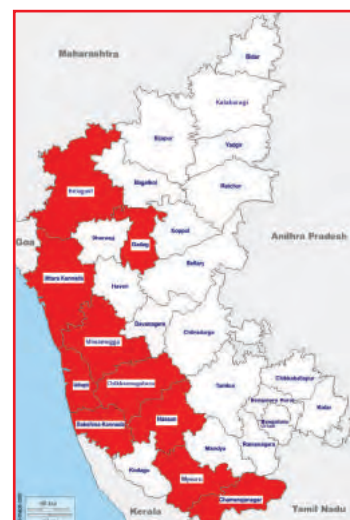 Maharashtra
Bidar
Kalaburagi
Bijapur
Yadgir
Belagavi
Bagalkot
Raichur
Goa
Dharwad
Gadag
Koppal
Andhra Pradesh
Bellary
Uttara Kannada
Haveri
Davanagere
Chitradurga
Shivamogga
Chikkaballapur
Udupi
Chikkamagaluru
Tumkur
Kolar
Hassan
Dakshina Kannada
Mandya
Ramanagara
Kodagu
Mysuru
Chamarajanagar
Kerala
Tamil Nadu